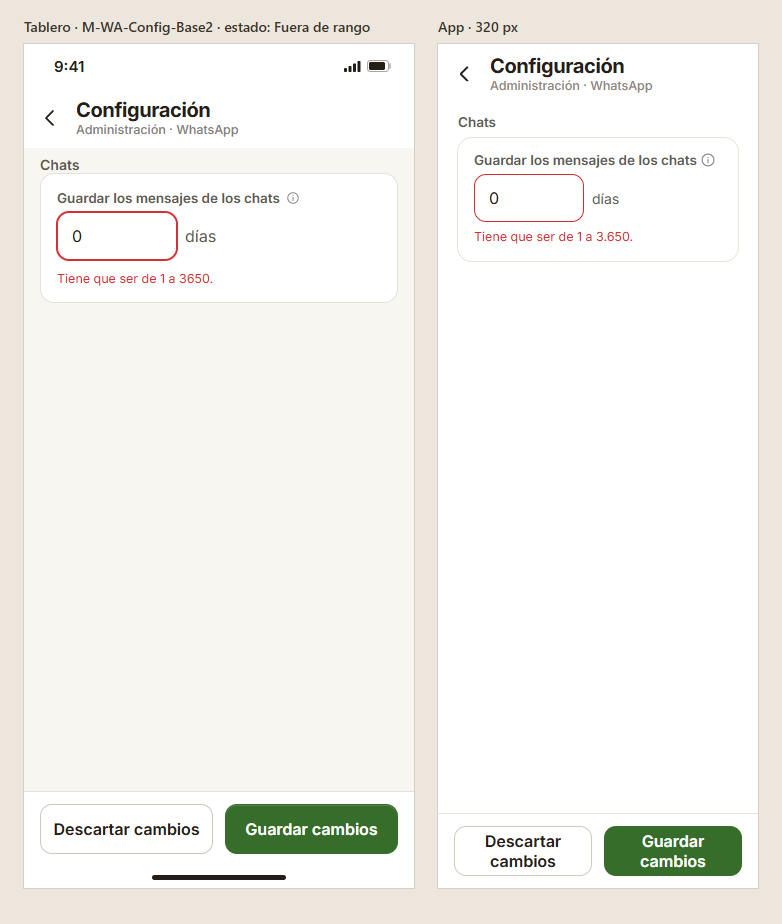 Tablero · M-WA-Config-Base2 · estado: Fuera de rango
9:41
Configuración
Administración · WhatsApp
Chats
Guardar los mensajes de los chats
0
días
Tiene que ser de 1 a 3650.
Descartar cambios
Guardar cambios
App · 320 px
Configuración
Administración · WhatsApp
Chats
Guardar los mensajes de los chats
0
días
Tiene que ser de 1 a 3.650.
Descartar
cambios
Guardar
cambios